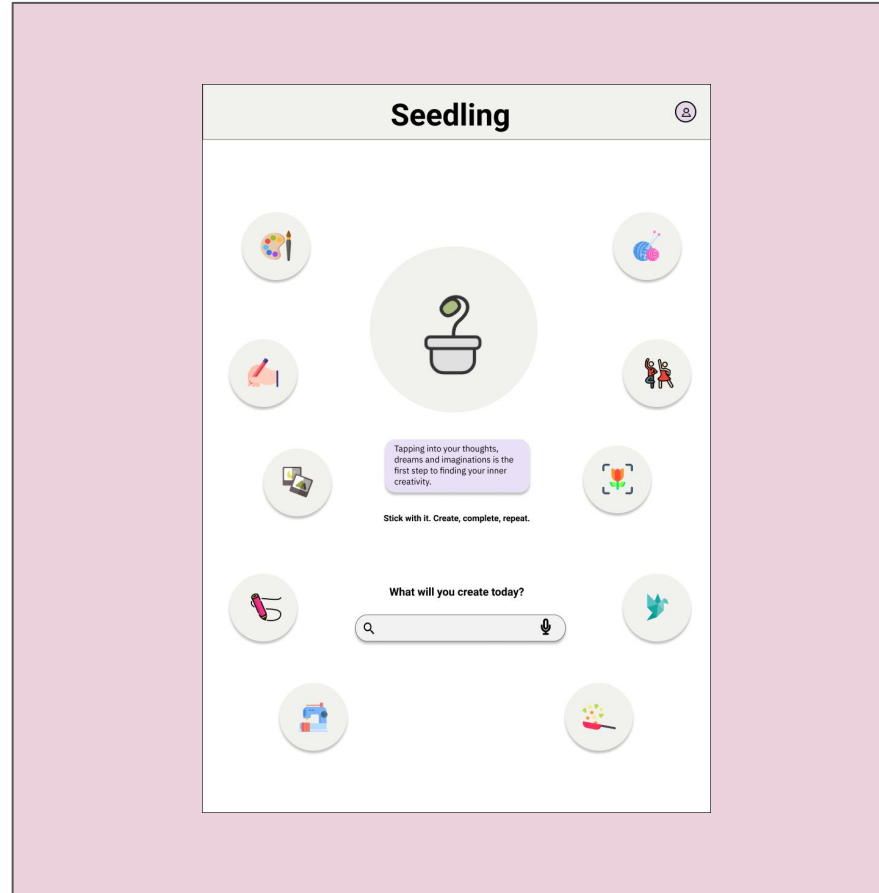 Seedling
Tapping into your thoughts,
dreams and imaginations is the
first step to finding your inner
creativity.
Stick with it. Create, complete, repeat.
What will you create today?